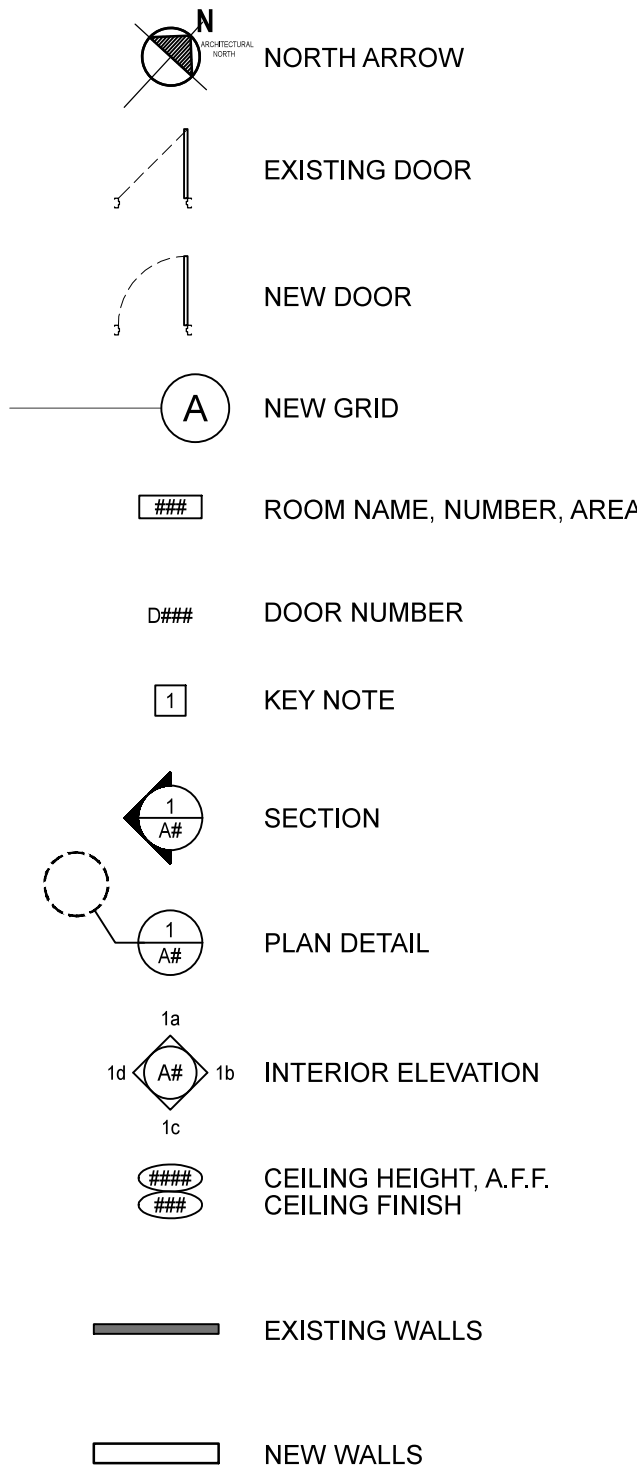 N
ARCHITECTURAL
NORTH
NORTH ARROW
EXISTING DOOR
NEW DOOR
A
NEW GRID
###
ROOM NAME, NUMBER, AREA
D###
DOOR NUMBER
1
KEY NOTE
1
A#
SECTION
1
A#
PLAN DETAIL
1a
1d
A#
1b
1c
INTERIOR ELEVATION
####
CEILING HEIGHT, A.F.F.
###
CEILING FINISH
EXISTING WALLS
NEW WALLS